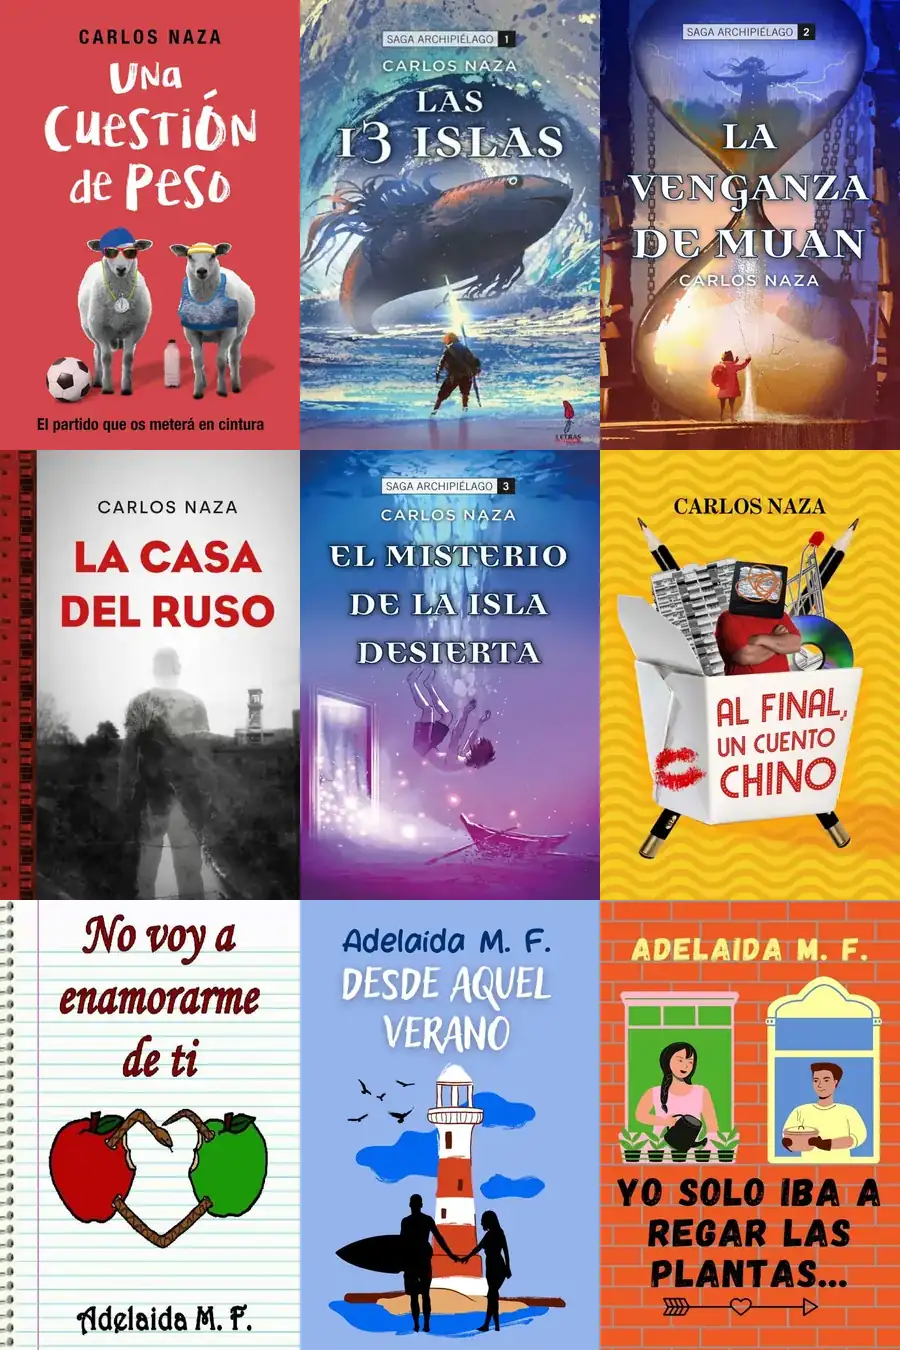 CARLOS NAZA
UNA
CUESTIÓN
de PESO
El partido que os meterá en cintura
SAGA ARCHIPIÉLAGO 1
CARLOS NAZA
LAS
13 ISLAS
LETRAS
SAGA ARCHIPIÉLAGO 2
LA
VENGANZA
DE MUAN
CARLOS NAZA
CARLOS NAZA
LA CASA
DEL RUSO
SAGA ARCHIPIÉLAGO 3
CARLOS NAZA
EL MISTERIO
DE LA ISLA
DESIERTA
CARLOS NAZA
AL FINAL,
UN CUENTO
CHINO
No voy a
enamorarme
de ti
Adelaida M. F.
Adelaida M. F.
DESDE AQUEL
VERANO
ADELAIDA M. F.
YO SOLO IBA A
REGAR LAS
PLANTAS...